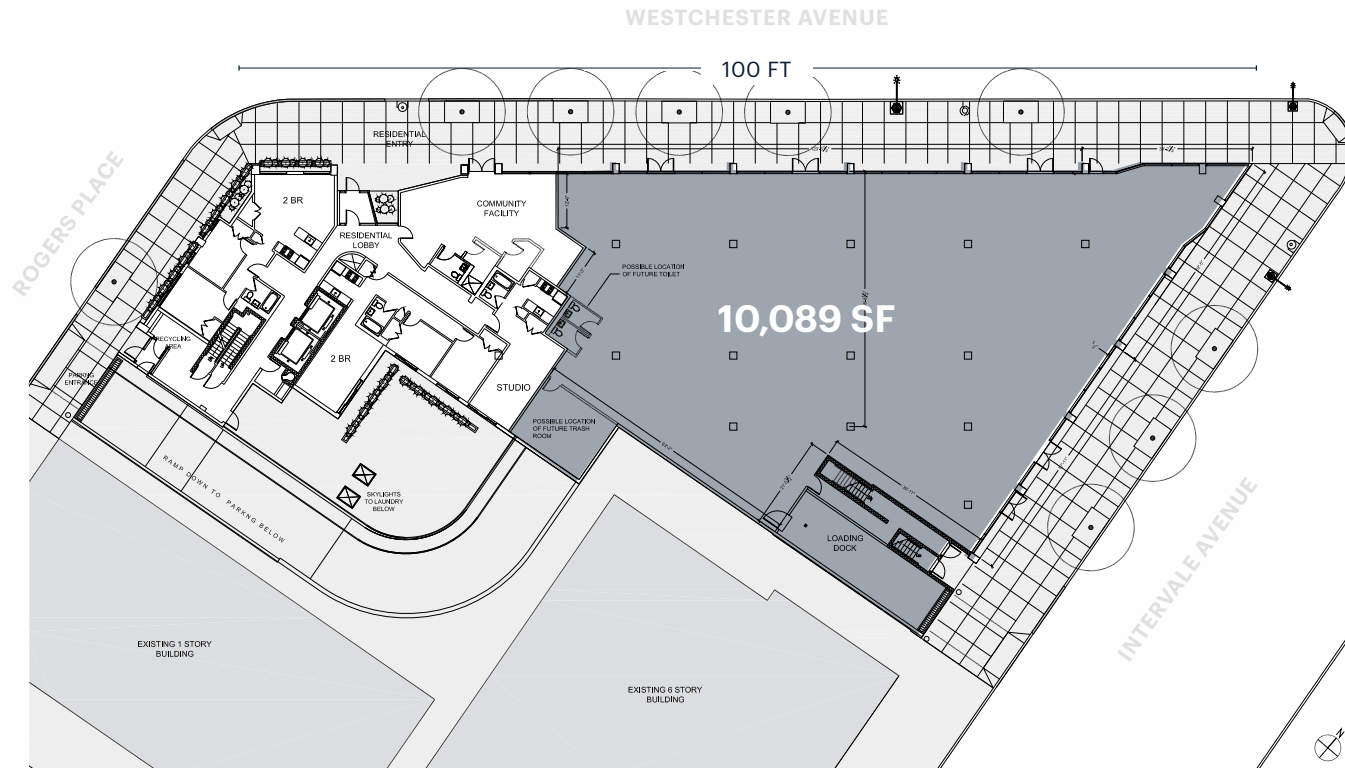 WESTCHESTER AVENUE
100 FT
RESIDENTIAL
ENTRY
ROGERS PLACE
2 BR
COMMUNITY
FACILITY
RESIDENTIAL
LOBBY
POSSIBLE LOCATION
OF FUTURE TOILET
10,089 SF
RECYCLING
AREA
2 BR
PARKNG
ENTRANCE
STUDIO
POSSIBLE LOCATION
OF FUTURE TRASH
ROOM
RAMP DOWN TO PARKNG BELOW
SKYLIGHTS
TO LAUNDRY
BELOW
LOADING
DOCK
INTERVALE AVENUE
EXISTING 1 STORY
BUILDING
EXISTING 6 STORY
BUILDING
N